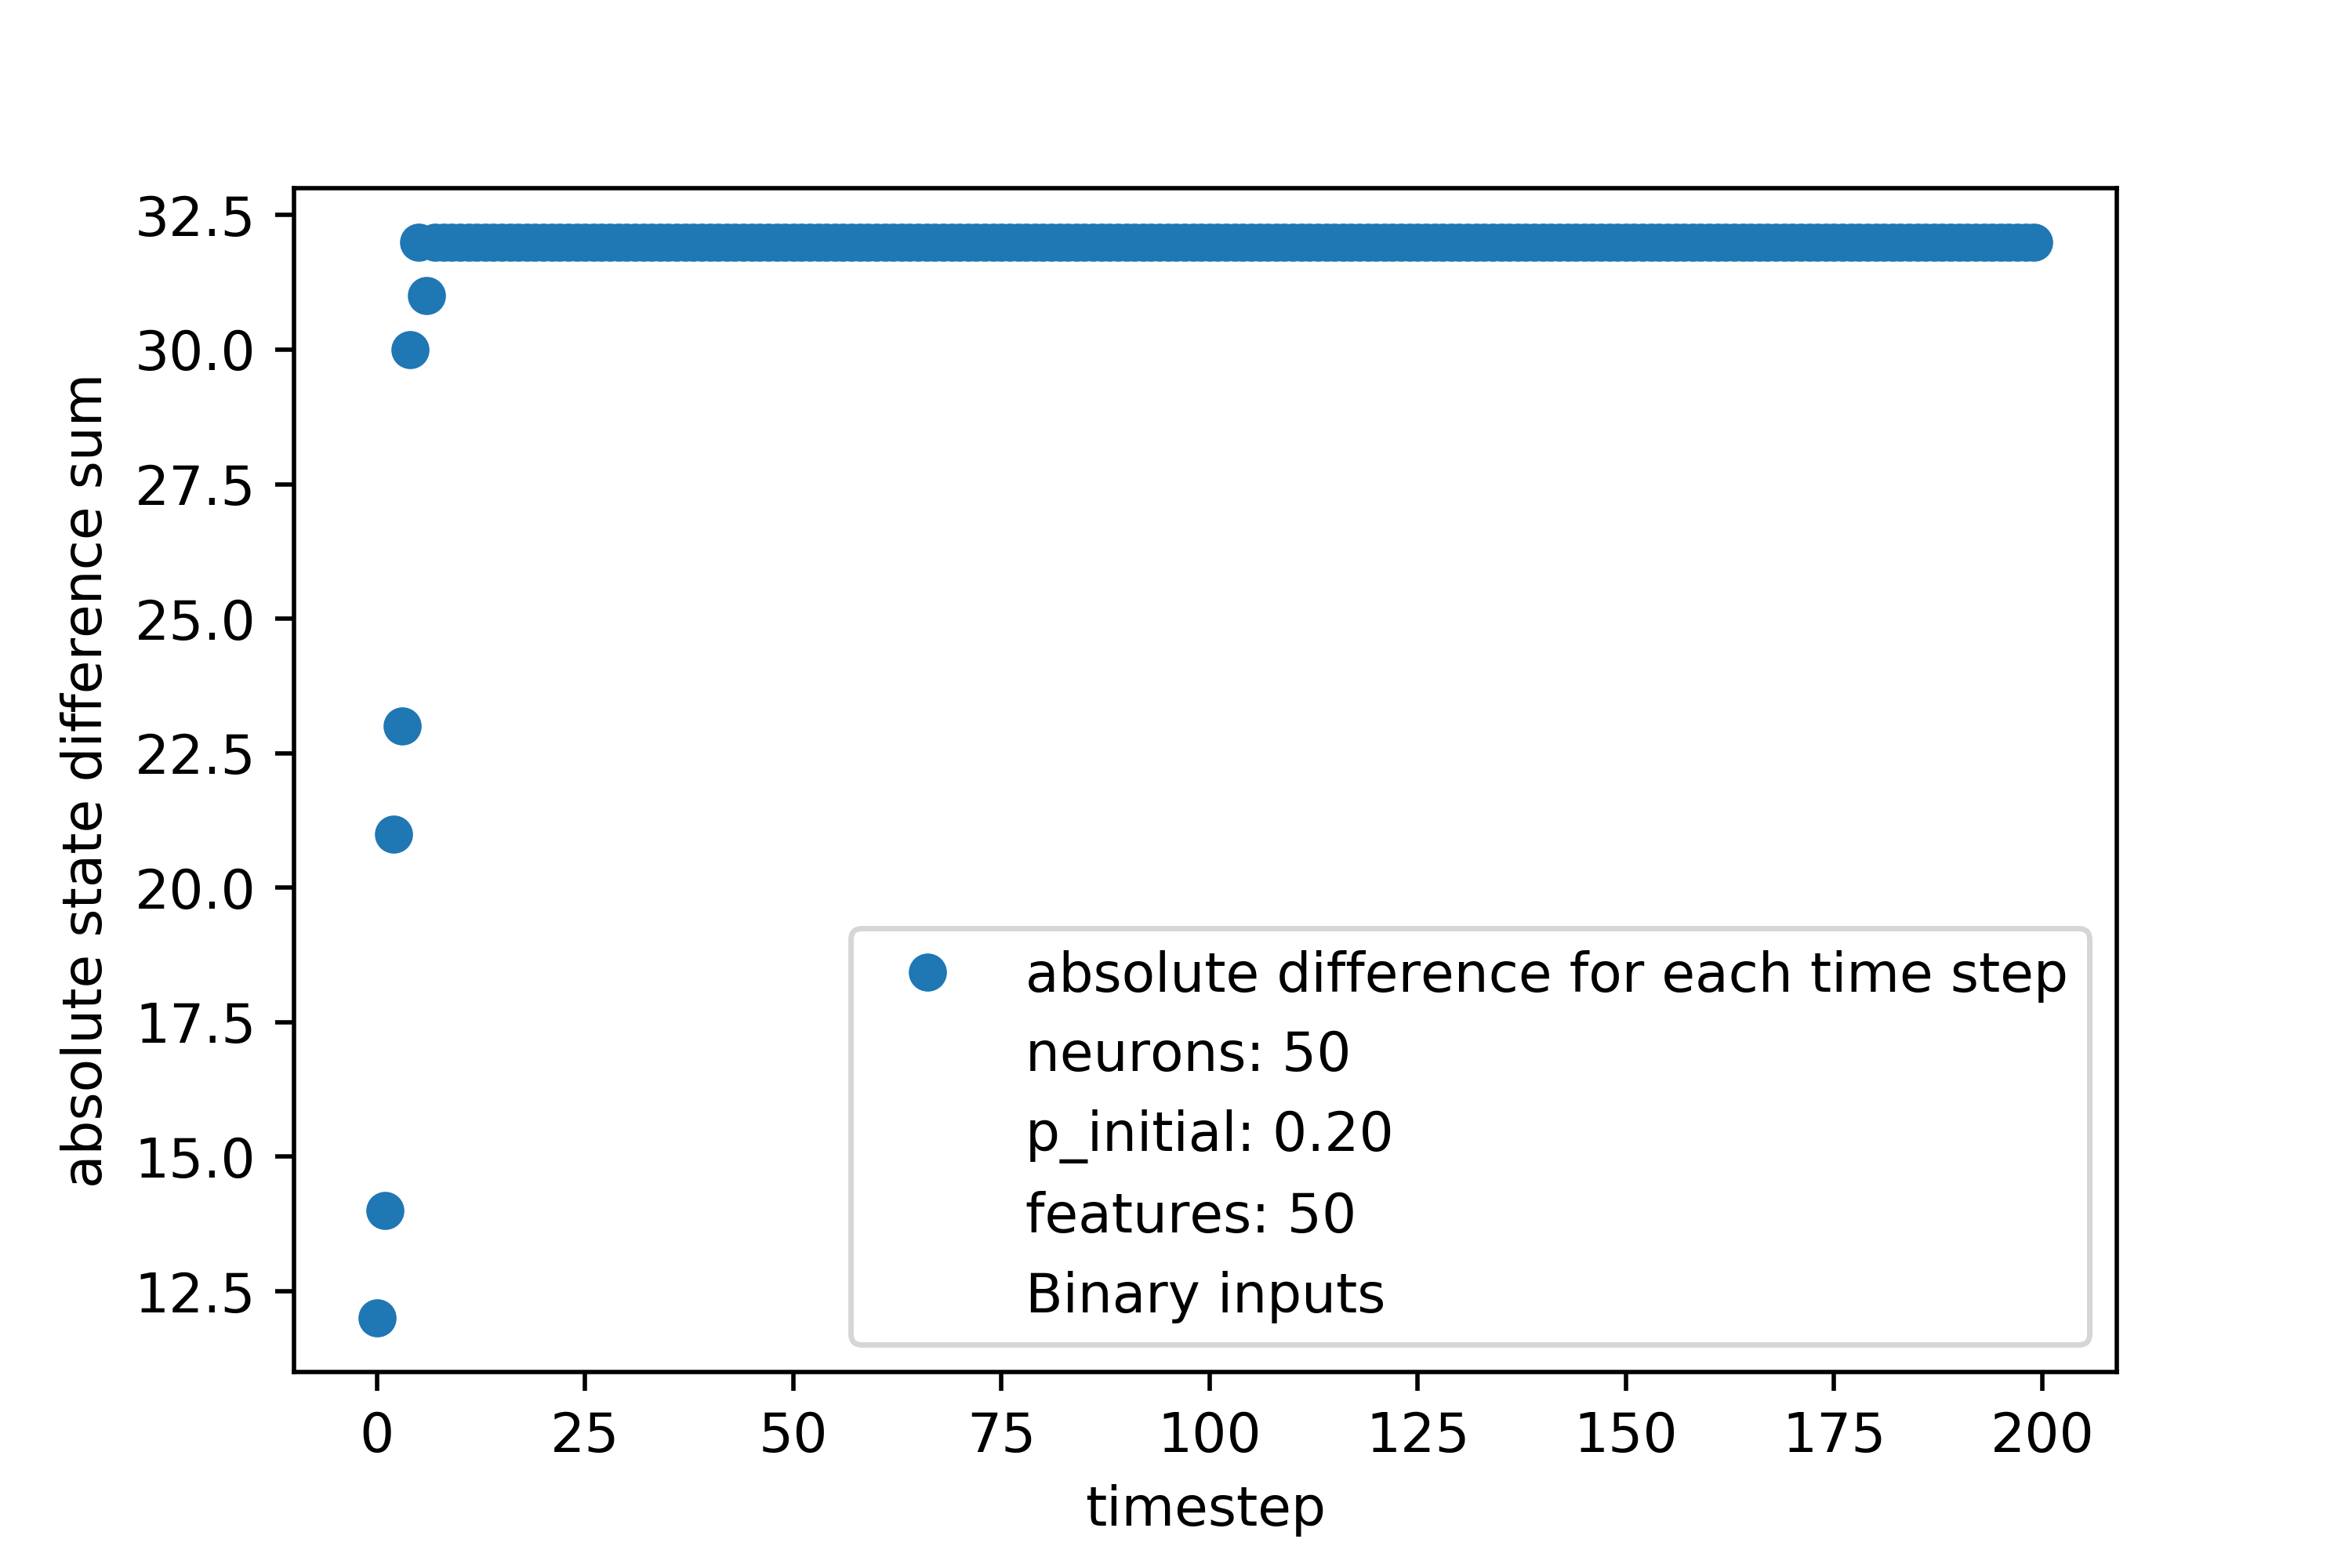 32.5
30.0
27.5
25.0
22.5
20.0
17.5
15.0
12.5
absolute state difference sum
absolute difference for each time step
neurons: 50
p_initial: 0.20
features: 50
Binary inputs
0 25 50 75 100 125 150 175 200
timestep